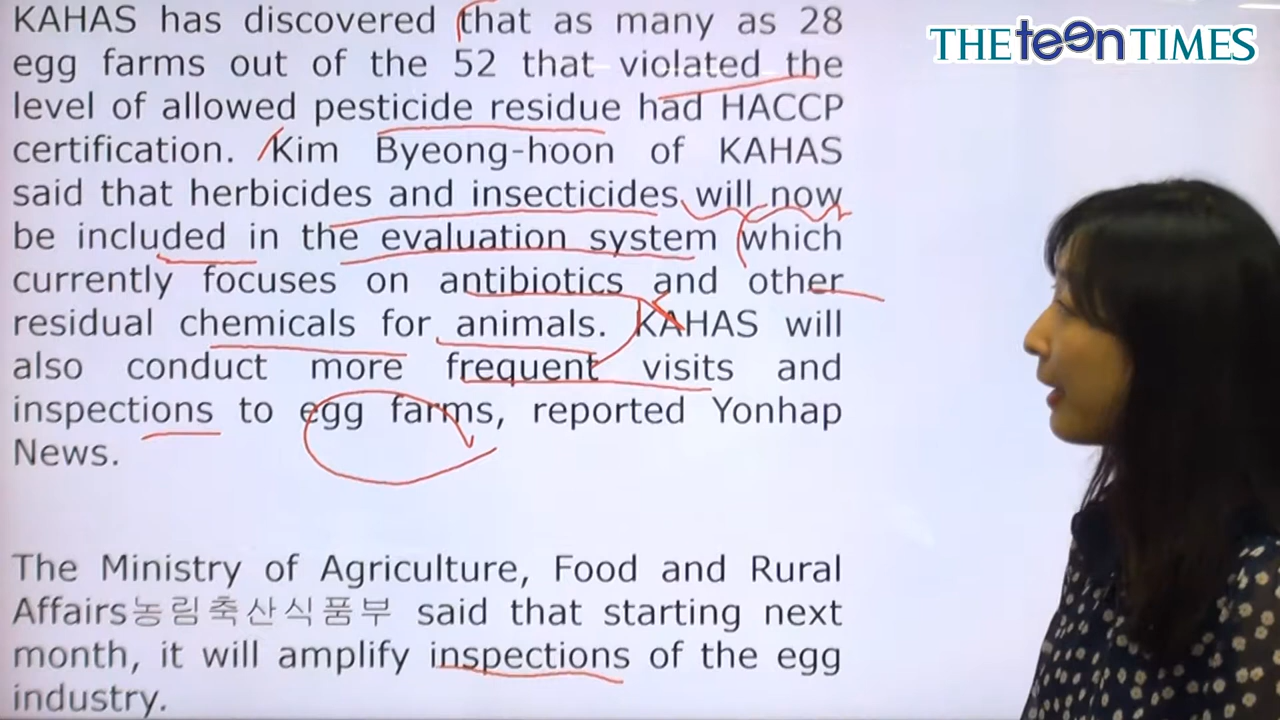 KAHAS has discovered that as many as 28
egg farms out of the 52 that violated the
level of allowed pesticide residue had HACCP
certification. Kim Byeong-hoon of KAHAS
said that herbicides and insecticides will now
be included in the evaluation system which
currently focuses on antibiotics and other
residual chemicals for animals. KAHAS will
also conduct more frequent visits and
inspections to egg farms, reported Yonhap
News.
The Ministry of Agriculture, Food and Rural
Affairs농림축산식품부 said that starting next
month, it will amplify inspections of the egg
industry.
THE teen TIMES